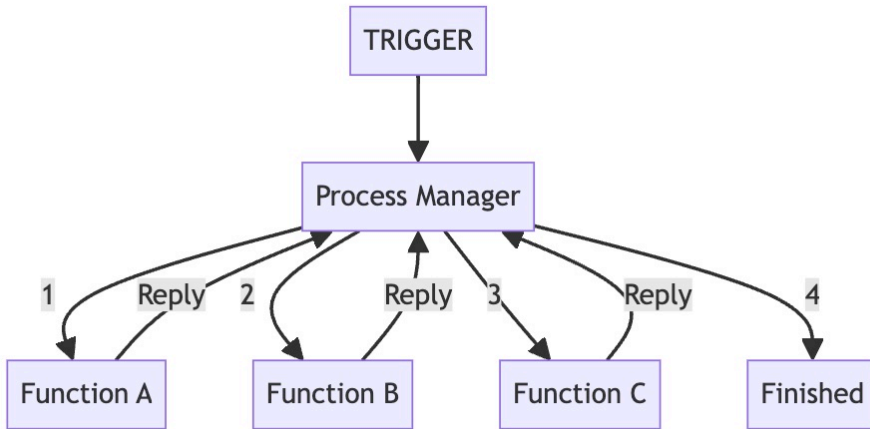 TRIGGER
Process Manager
1
Reply
2
Reply
3
Reply
4
Function A
Function B
Function C
Finished